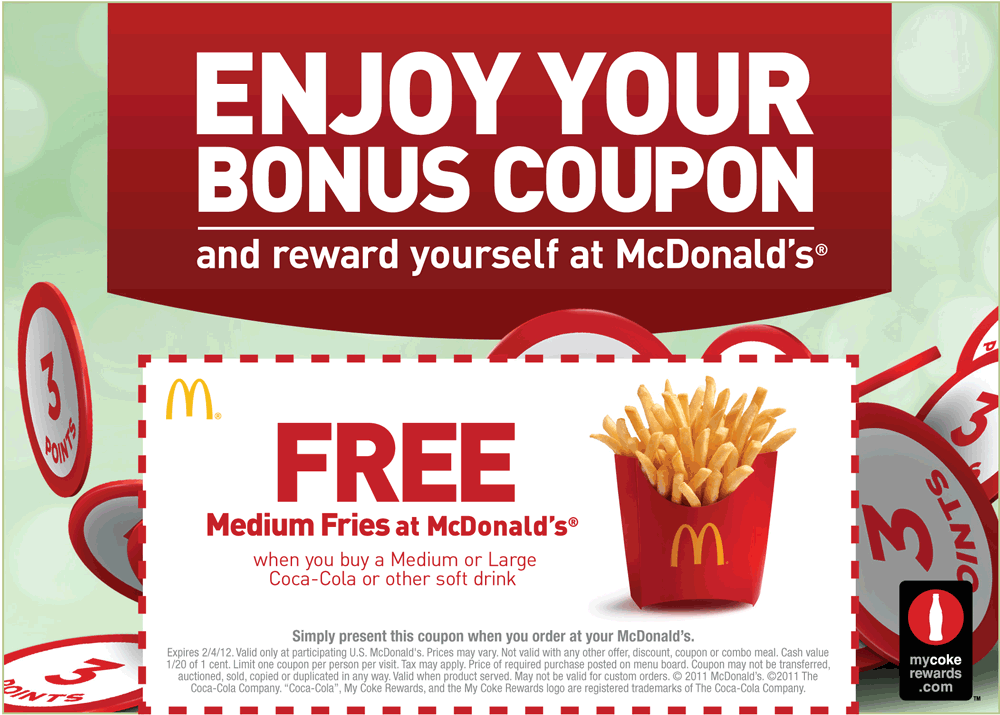 ENJOY YOUR
BONUS COUPON
and reward yourself at McDonald's®
3
POINTS
FREE
Medium Fries at McDonald's®
when you buy a Medium or Large
Coca-Cola or other soft drink
Simply present this coupon when you order at your McDonald's.
Expires 2/4/12. Valid only at participating U.S. McDonald's. Prices may vary. Not valid with any other offer, discount, coupon or combo meal. Cash value
1/20 of 1 cent. Limit one coupon per person per visit. Tax may apply. Price of required purchase posted on menu board. Coupon may not be transferred,
auctioned, sold, copied or duplicated in any way. Valid when product served. May not be valid for custom orders. © 2011 McDonald's. ©2011 The
Coca-Cola Company. "Coca-Cola", My Coke Rewards, and the My Coke Rewards logo are registered trademarks of The Coca-Cola Company.
3
3
OINTS
3
OINTS
mycoke
rewards
.com
TM